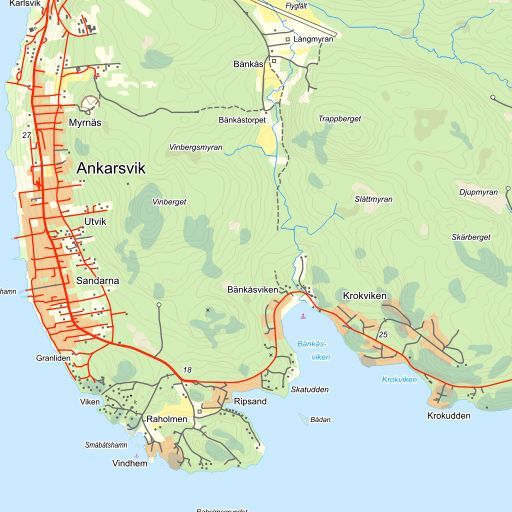 Karlsvik
Flygfält
Långmyran
Bänkås
Myrnäs
Bänkåstorpet
Trappberget
27
Vinbergsmyran
Ankarsvik
Djupmyran
Vinberget
Slåttmyran
Utvik
Skärberget
Sandarna
Bänkåsviken
Krokviken
hamn
Bänkås-
viken
25
Granliden
18
Krokviken
Viken
Ripsand
Skatudden
Raholmen
Bådan
Krokudden
Småbåtshamn
Vindhem